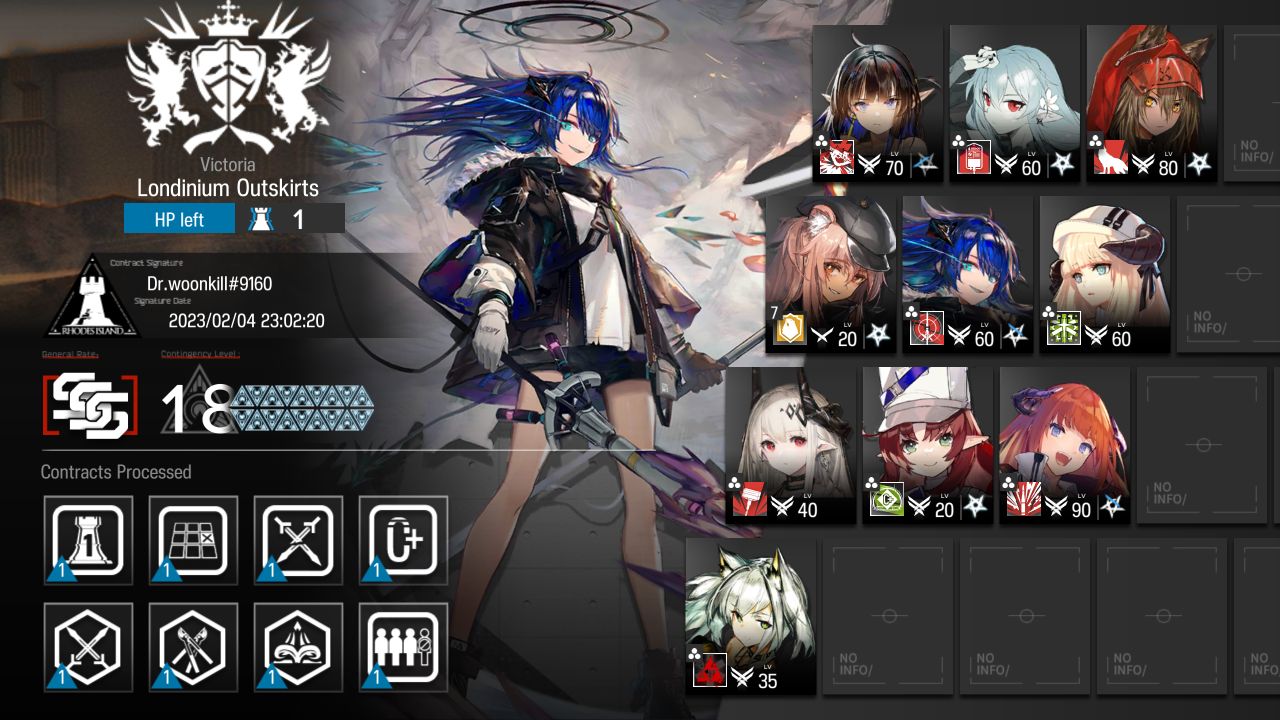 Victoria
Londinium Outskirts
HP left 1
Contract Signature
Dr.woonkill#9160
Signature Date
2023/02/04 23:02:20
RHODES ISLAND
General Rate:
Contingency Level :
18
Contracts Processed
1
1
1
1
1
1
1
1
1
LV 70
LV 60
LV 80
NO INFO/
7
LV 20
LV 60
LV 60
NO INFO/
LV 40
LV 20
LV 90
NO INFO/
LV 35
NO INFO/
NO INFO/
NO INFO/
NO INFO